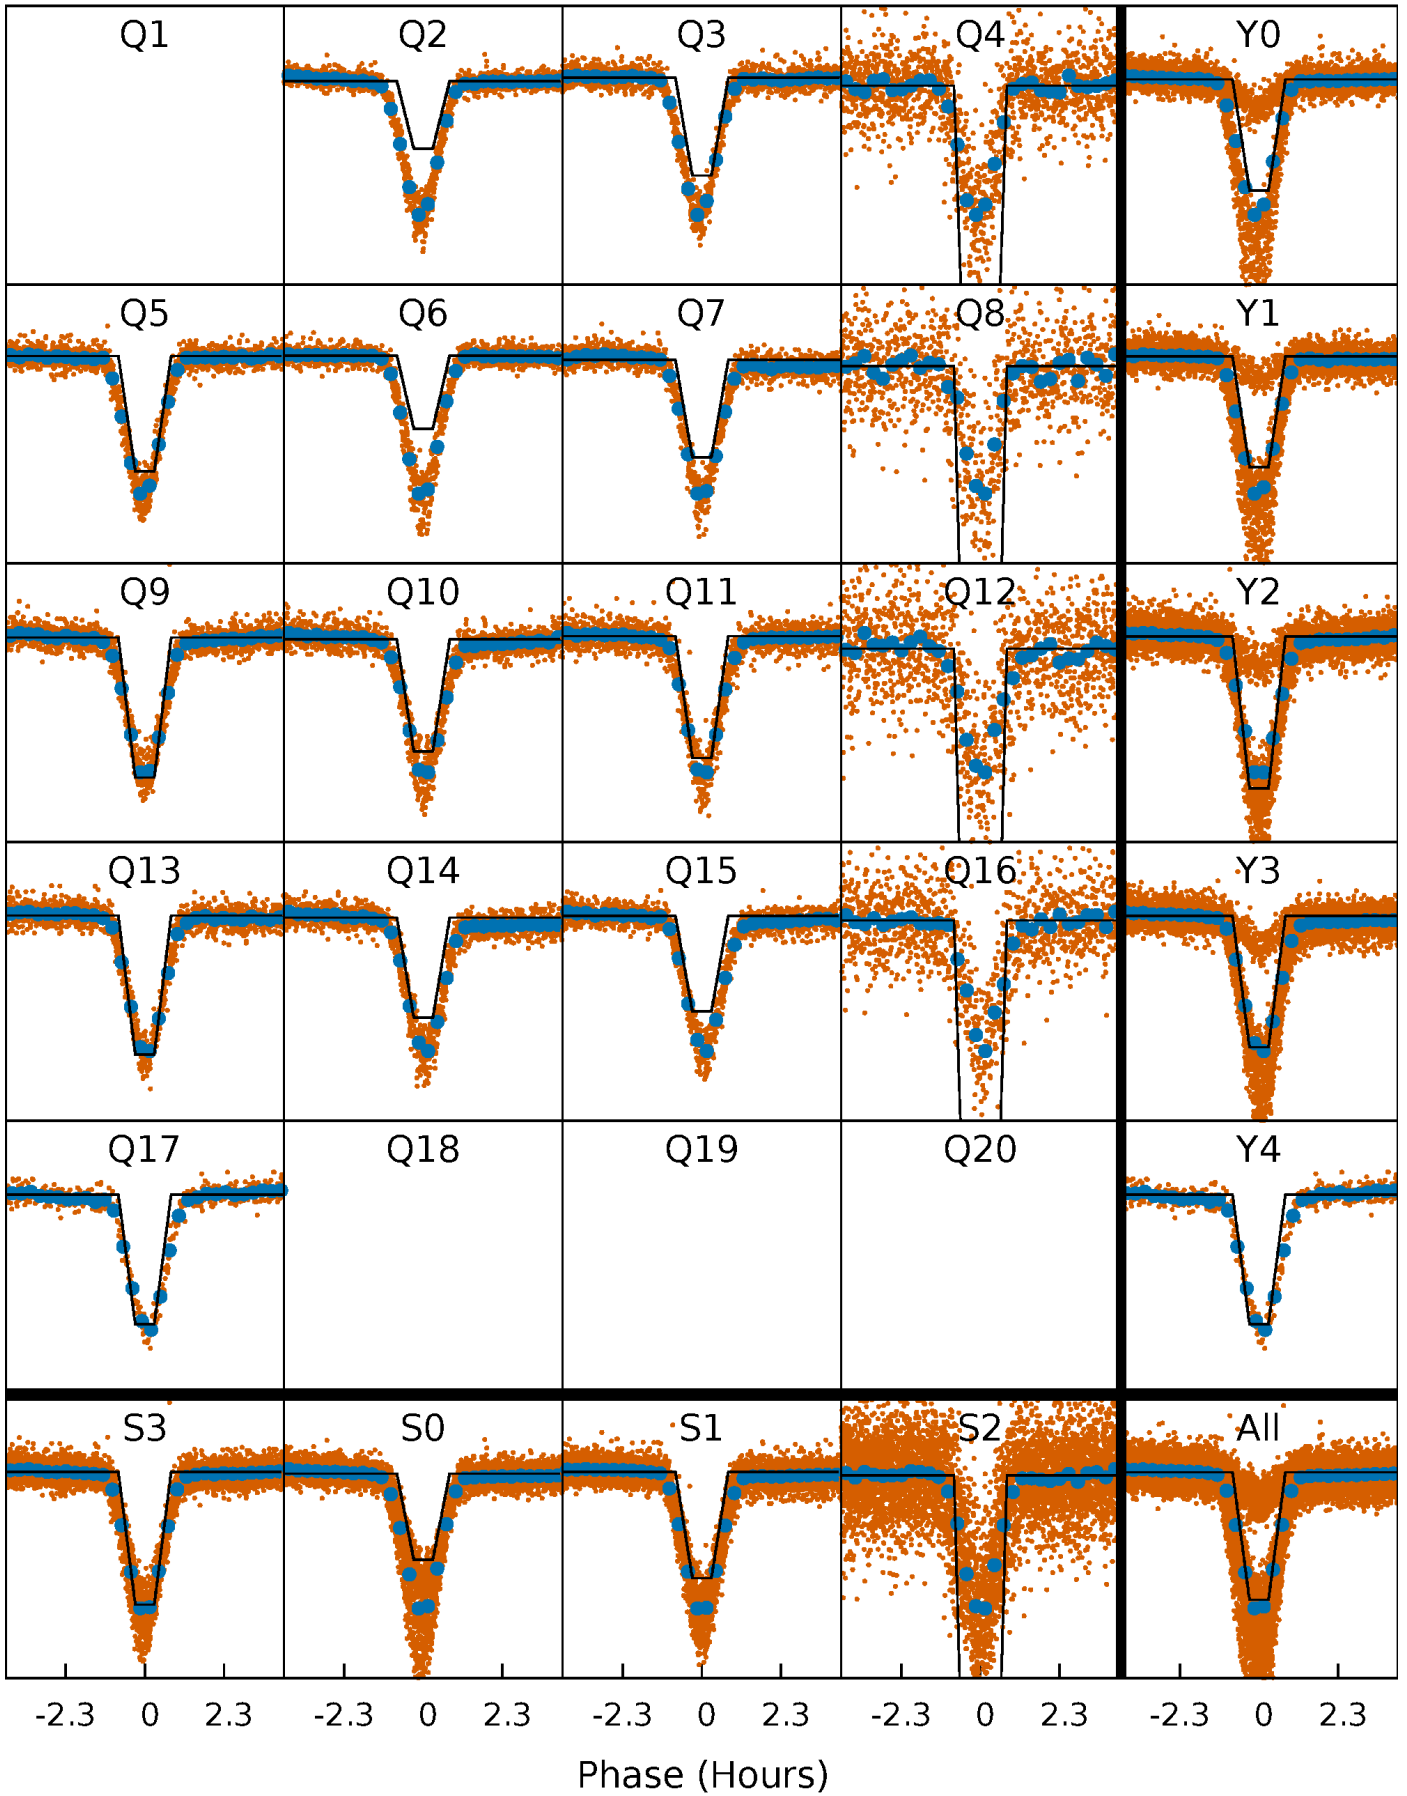 Q1 Q2 Q3 Q4 Y0
Q5 Q6 Q7 Q8 Y1
Q9 Q10 Q11 Q12 Y2
Q13 Q14 Q15 Q16 Y3
Q17 Q18 Q19 Q20 Y4
S3 S0 S1 S2 All
-2.3 0 2.3 -2.3 0 2.3 -2.3 0 2.3 -2.3 0 2.3 -2.3 0 2.3
Phase (Hours)